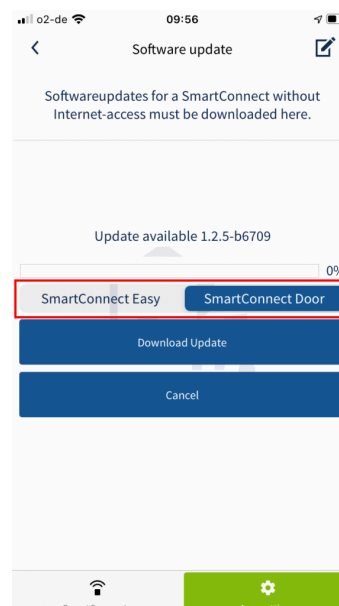 o2-de
09:56
Software update
Softwareupdates for a SmartConnect without
Internet-access must be downloaded here.
Update available 1.2.5-b6709
0%
SmartConnect Easy
SmartConnect Door
Download Update
Cancel